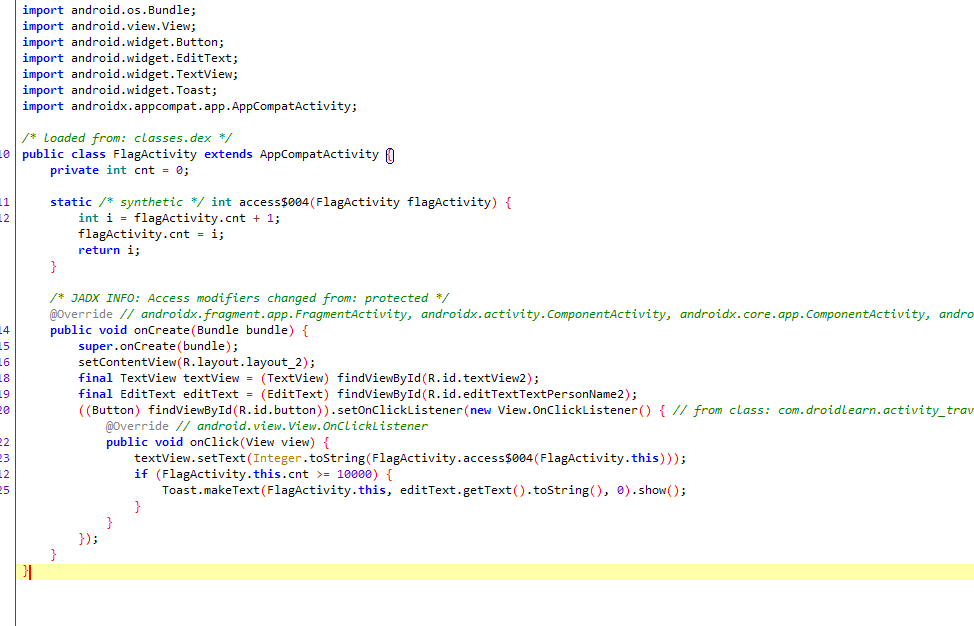 import android.os.Bundle;
import android.view.View;
import android.widget.Button;
import android.widget.EditText;
import android.widget.TextView;
import android.widget.Toast;
import androidx.appcompat.app.AppCompatActivity;
/* loaded from: classes.dex */
10 public class FlagActivity extends AppCompatActivity {
private int cnt = 0;
11 static /* synthetic */ int access$004(FlagActivity flagActivity) {
12 int i = flagActivity.cnt + 1;
flagActivity.cnt = i;
return i;
}
/* JADX INFO: Access modifiers changed from: protected */
@Override // androidx.fragment.app.FragmentActivity, androidx.activity.ComponentActivity, androidx.core.app.ComponentActivity, andro
14 public void onCreate(Bundle bundle) {
15 super.onCreate(bundle);
16 setContentView(R.layout.layout_2);
18 final TextView textView = (TextView) findViewById(R.id.textView2);
19 final EditText editText = (EditText) findViewById(R.id.editTextTextPersonName2);
20 ((Button) findViewById(R.id.button)).setOnClickListener(new View.OnClickListener() { // from class: com.droidlearn.activity_trav
@Override // android.view.View.OnClickListener
22 public void onClick(View view) {
23 textView.setText(Integer.toString(FlagActivity.access$004(FlagActivity.this)));
12 if (FlagActivity.this.cnt >= 10000) {
25 Toast.makeText(FlagActivity.this, editText.getText().toString(), 0).show();
}
}
});
}
}